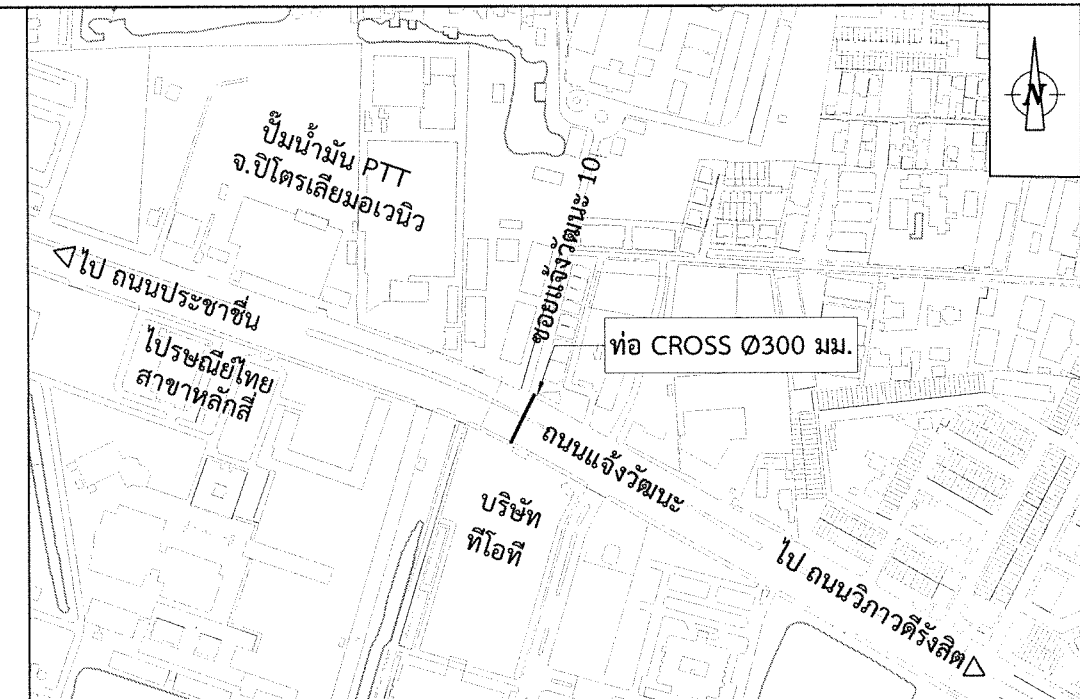 N
ปั๊มน้ำมัน PTT
จ.ปิโตรเลียมอเวนิว
ซอยแจ้งวัฒนะ 10
ไป ถนนประชาชื่น
ไปรษณีย์ไทย
สาขาหลักสี่
ท่อ CROSS Ø300 มม.
ถนนแจ้งวัฒนะ
บริษัท
ทีโอที
ไป ถนนวิภาวดีรังสิต